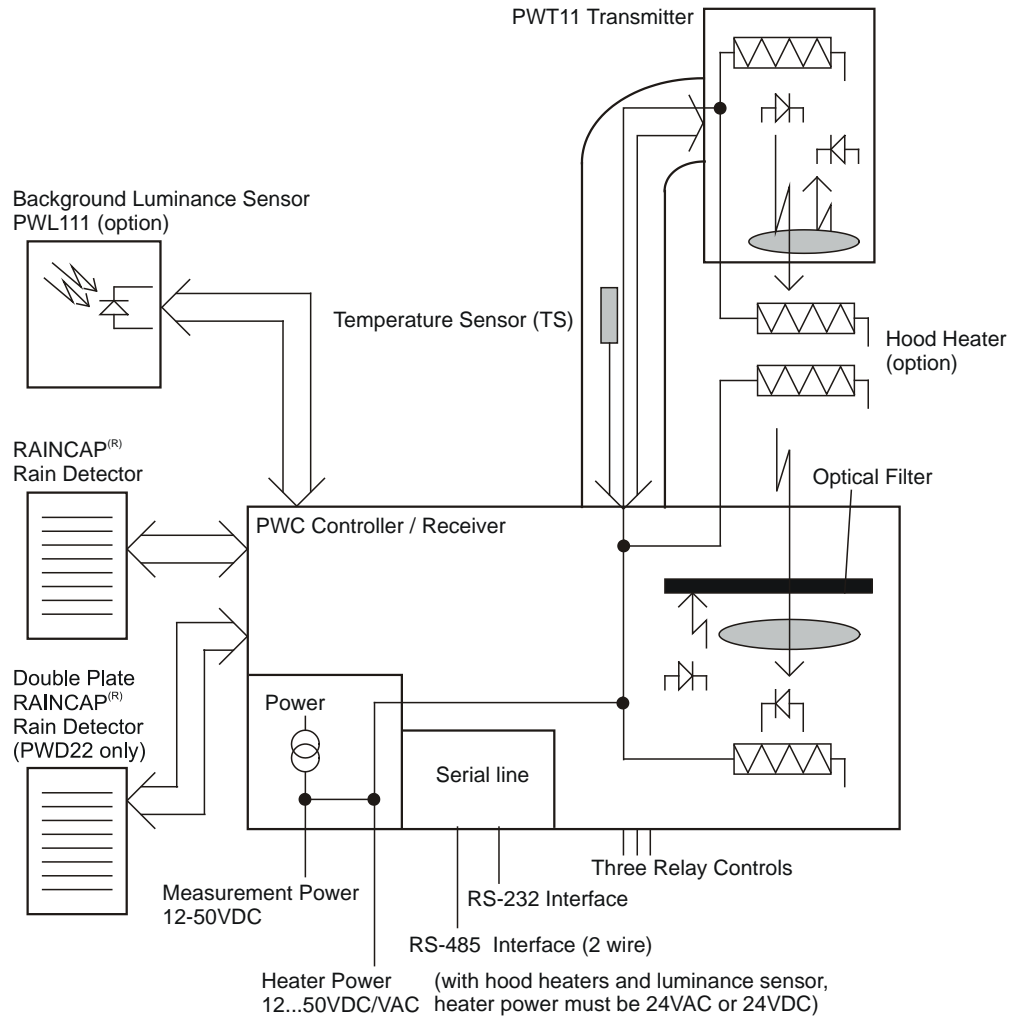 PWT11 Transmitter
Background Luminance Sensor
PWL111 (option)
Temperature Sensor (TS)
Hood Heater
(option)
RAINCAP(R)
Rain Detector
Optical Filter
PWC Controller / Receiver
Double Plate
RAINCAP(R)
Rain Detector
(PWD22 only)
Power
Serial line
Three Relay Controls
Measurement Power
12-50VDC
RS-232 Interface
RS-485 Interface (2 wire)
Heater Power
12...50VDC/VAC
(with hood heaters and luminance sensor,
heater power must be 24VAC or 24VDC)